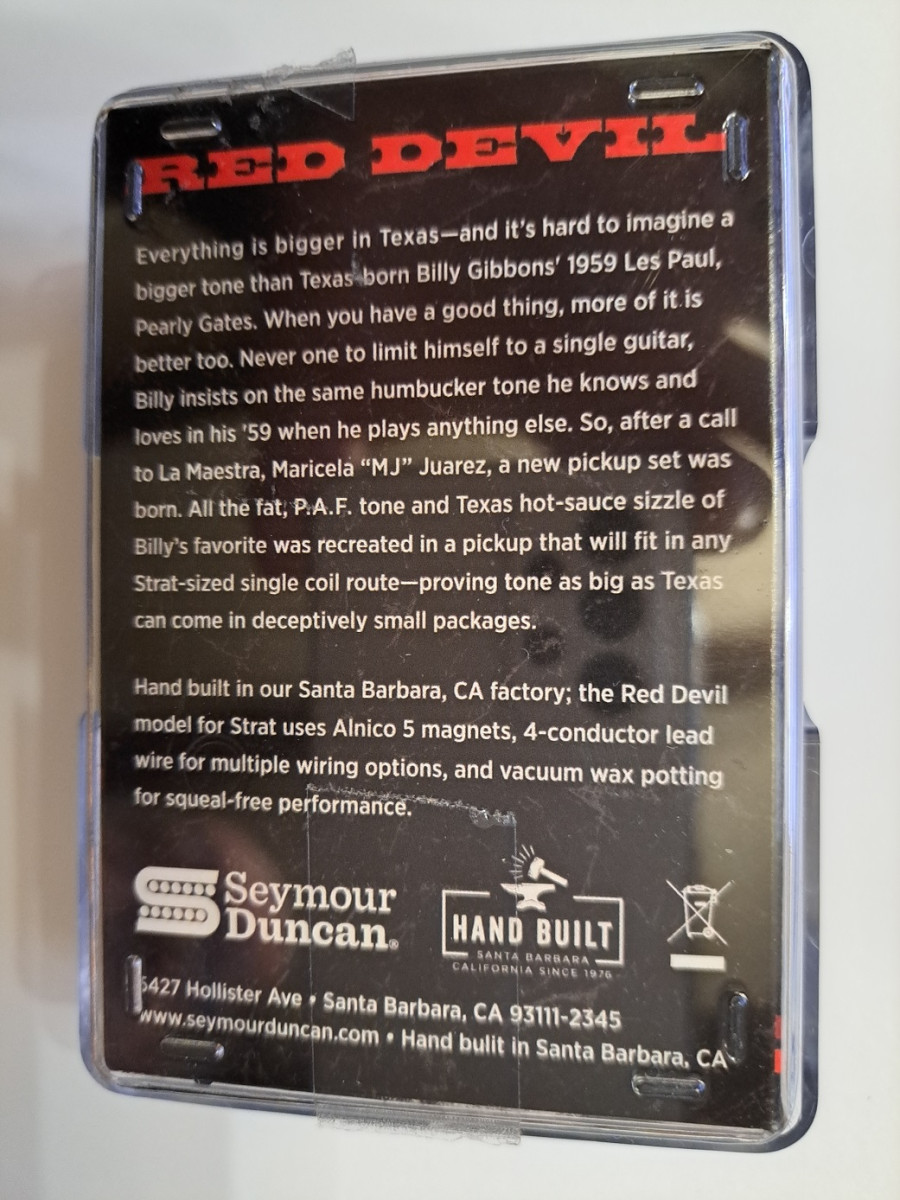 RED DEVIL
Everything is bigger in Texas—and it's hard to imagine a
bigger tone than Texas-born Billy Gibbons' 1959 Les Paul,
Pearly Gates. When you have a good thing, more of it is
better too. Never one to limit himself to a single guitar,
Billy insists on the same humbucker tone he knows and
loves in his '59 when he plays anything else. So, after a call
to La Maestra, Maricela “MJ” Juarez, a new pickup set was
born. All the fat, P.A.F. tone and Texas hot-sauce sizzle of
Billy's favorite was recreated in a pickup that will fit in any
Strat-sized single coil route—proving tone as big as Texas
can come in deceptively small packages.
Hand built in our Santa Barbara, CA factory; the Red Devil
model for Strat uses Alnico 5 magnets, 4-conductor lead
wire for multiple wiring options, and vacuum wax potting
for squeal-free performance.
Seymour
Duncan®
HAND BUILT
SANTA BARBARA
CALIFORNIA SINCE 1976
5427 Hollister Ave • Santa Barbara, CA 93111-2345
www.seymourduncan.com • Hand bulit in Santa Barbara, CA